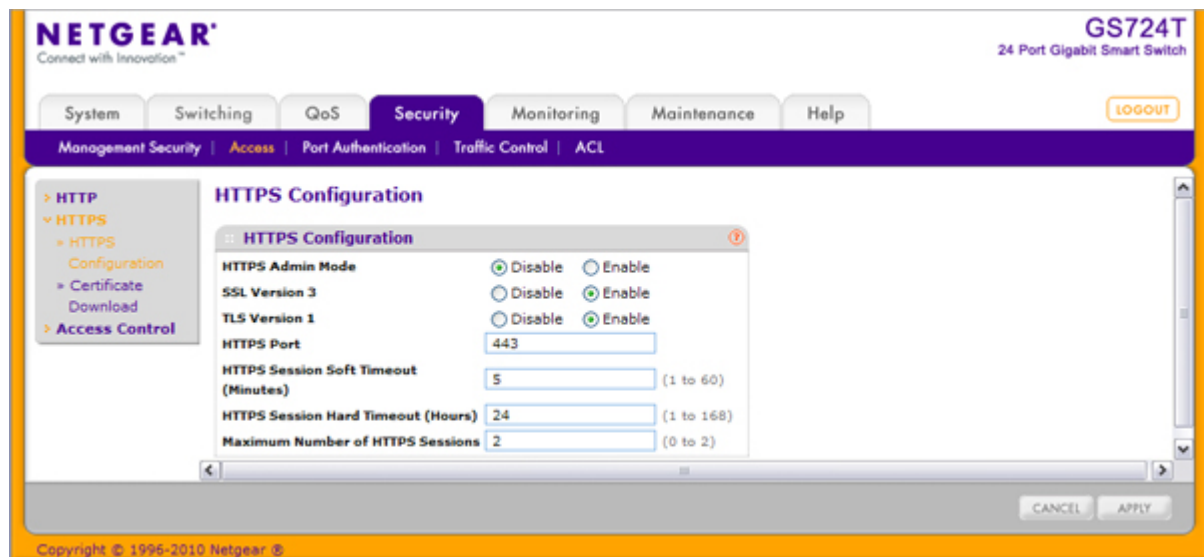 NETGEAR®
Connect with Innovation™
GS724T
24 Port Gigabit Smart Switch
System Switching QoS Security Monitoring Maintenance Help LOGOUT
Management Security | Access | Port Authentication | Traffic Control | ACL
HTTP
HTTPS
» HTTPS
Configuration
» Certificate
Download
Access Control
HTTPS Configuration
HTTPS Configuration ?
HTTPS Admin Mode Disable Enable
SSL Version 3 Disable Enable
TLS Version 1 Disable Enable
HTTPS Port 443
HTTPS Session Soft Timeout
(Minutes) 5 (1 to 60)
HTTPS Session Hard Timeout (Hours) 24 (1 to 168)
Maximum Number of HTTPS Sessions 2 (0 to 2)
CANCEL APPLY
Copyright © 1996-2010 Netgear ®